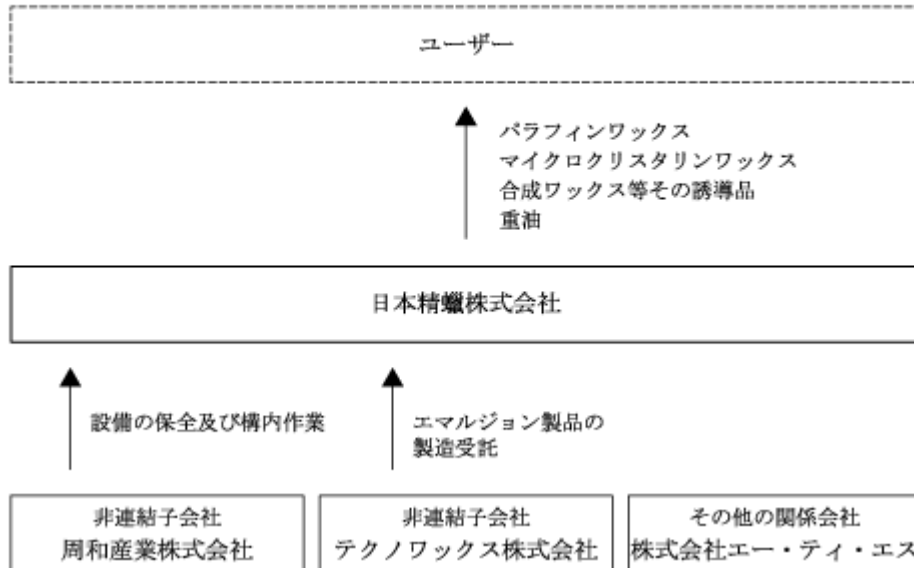 ユーザー
パラフィンワックス
マイクロクリスタリンワックス
合成ワックス等その誘導品
重油
日本精蠟株式会社
設備の保全及び構内作業
エマルジョン製品の
製造受託
非連結子会社
周和産業株式会社
非連結子会社
テクノワックス株式会社
その他の関係会社
株式会社エー・ティ・エス